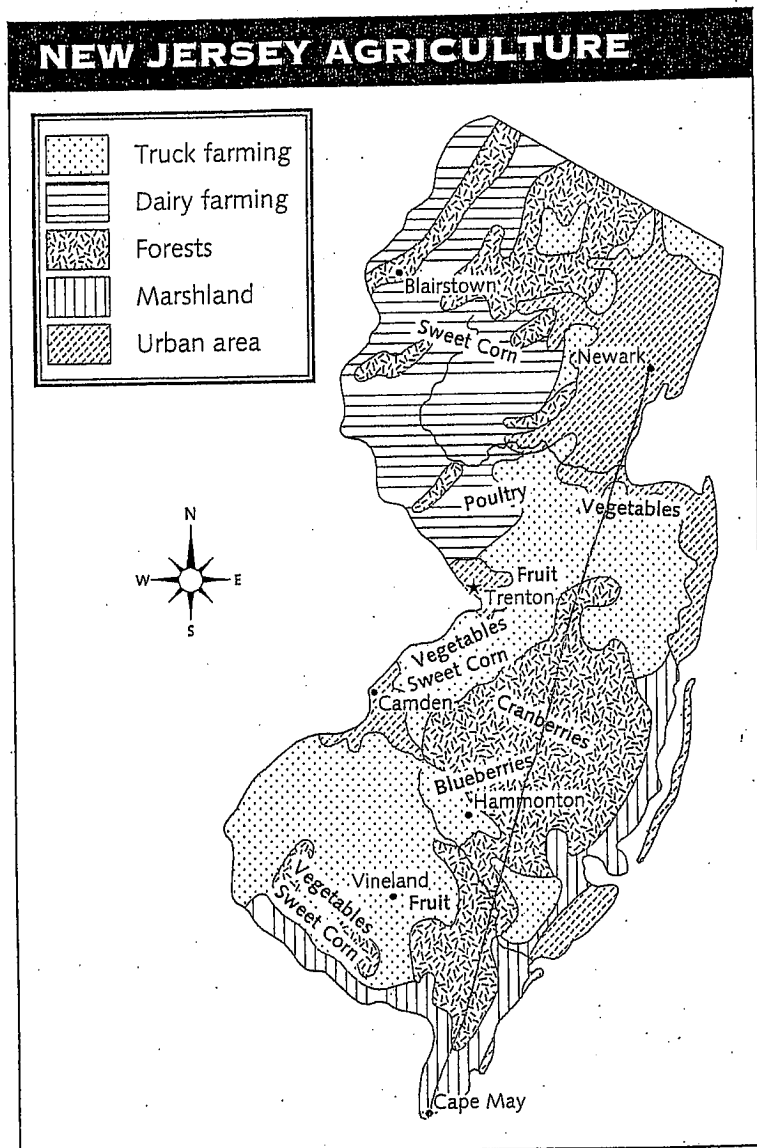 NEW JERSEY AGRICULTURE
Truck farming
Dairy farming
Forests
Marshland
Urban area
Blairstown
Sweet Corn
Newark
Poultry
Vegetables
N
W
E
S
Fruit
Trenton
Vegetables
Sweet Corn
Camden
Cranberries
Blueberries
Hammonton
Vineland
Fruit
Vegetables
Sweet Corn
Cape May